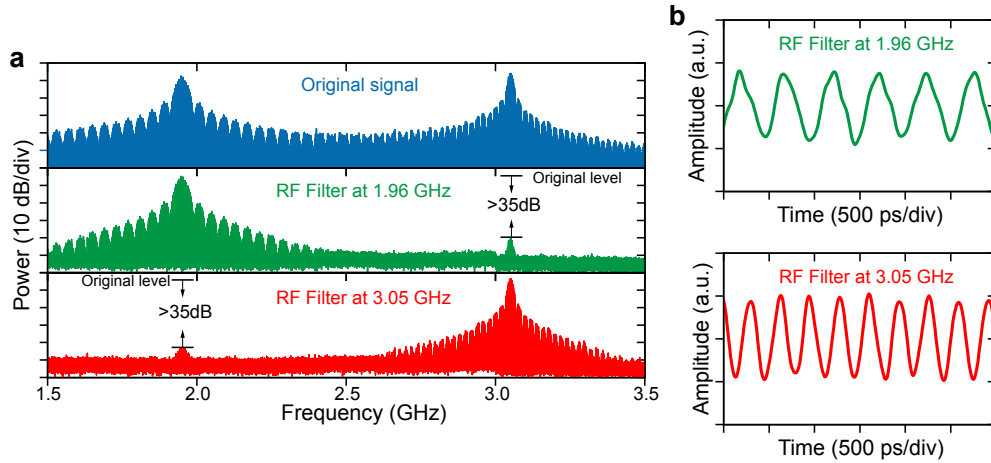 a
Original signal
RF Filter at 1.96 GHz
Original level
>35dB
Original level
RF Filter at 3.05 GHz
>35dB
Power (10 dB/div)
1.5 2.0 2.5 3.0 3.5
Frequency (GHz)
b
RF Filter at 1.96 GHz
Amplitude (a.u.)
Time (500 ps/div)
RF Filter at 3.05 GHz
Amplitude (a.u.)
Time (500 ps/div)